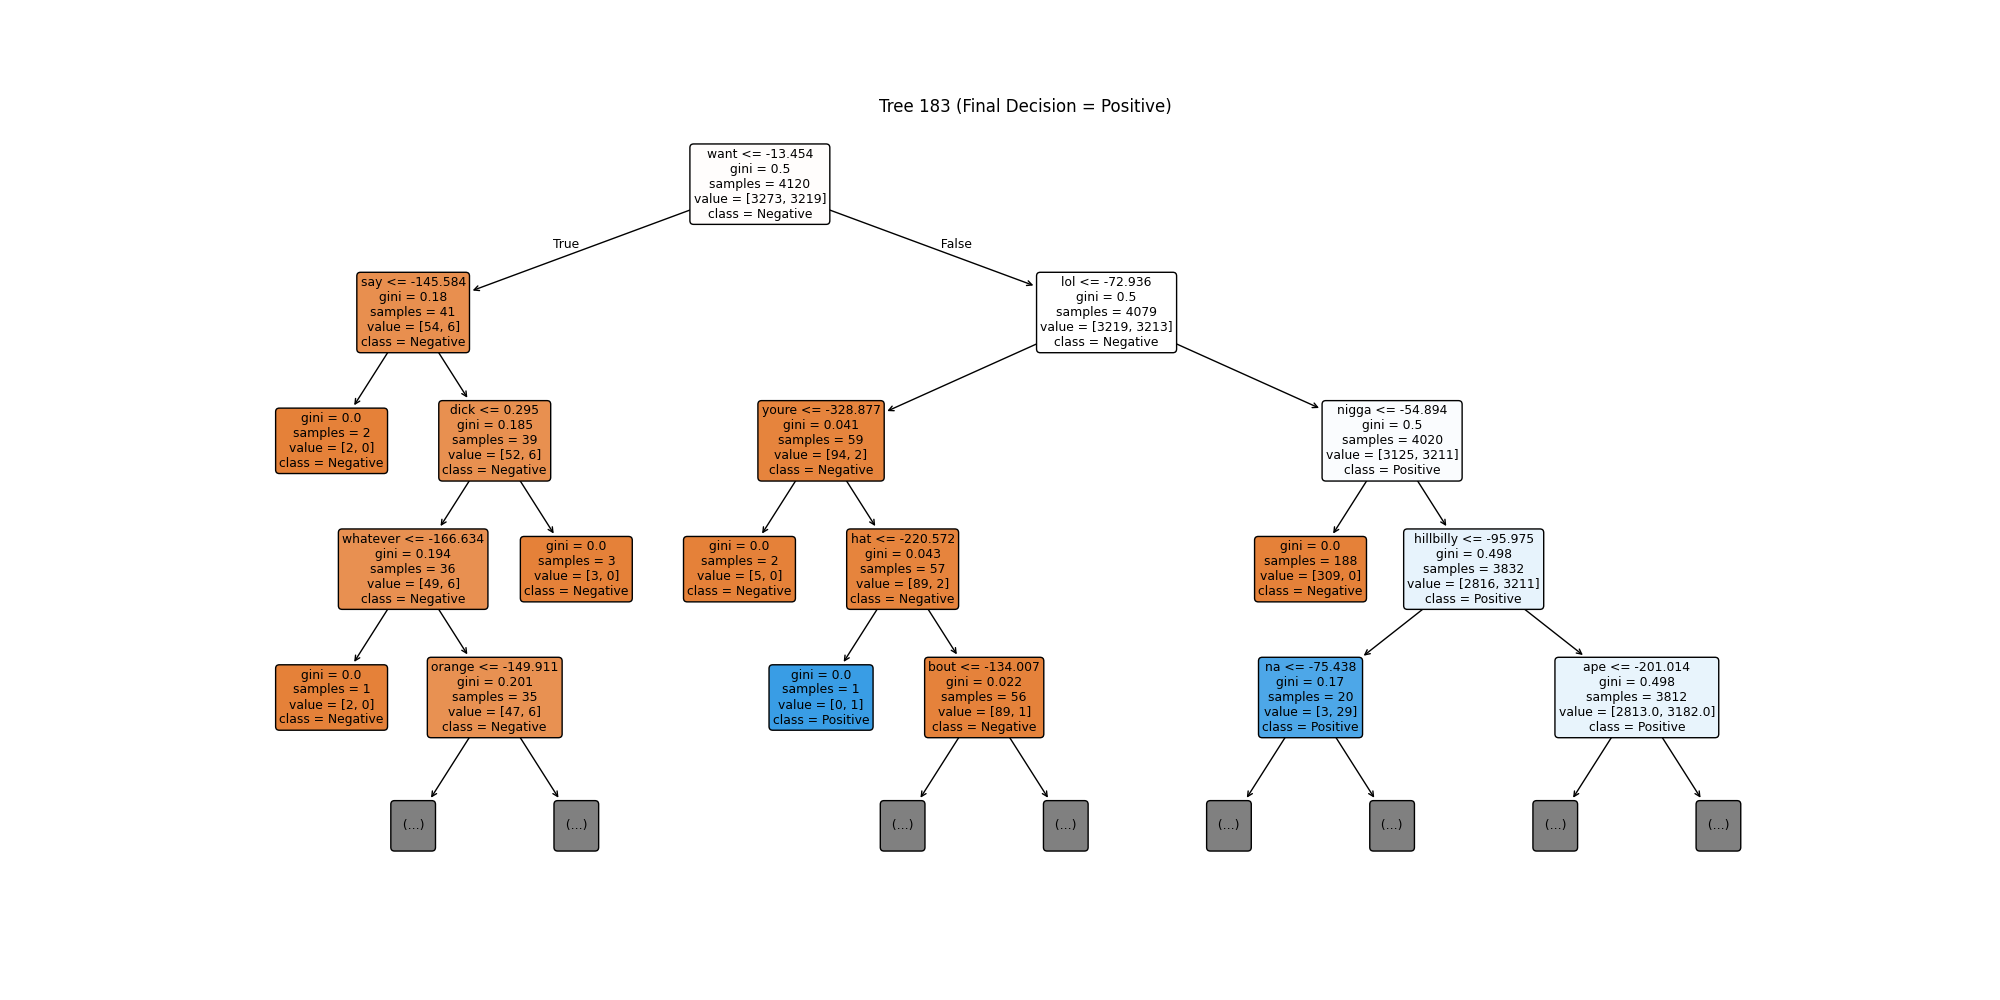 Tree 183 (Final Decision = Positive)
want <= -13.454
gini = 0.5
samples = 4120
value = [3273, 3219]
class = Negative
True
False
say <= -145.584
gini = 0.18
samples = 41
value = [54, 6]
class = Negative
lol <= -72.936
gini = 0.5
samples = 4079
value = [3219, 3213]
class = Negative
gini = 0.0
samples = 2
value = [2, 0]
class = Negative
dick <= 0.295
gini = 0.185
samples = 39
value = [52, 6]
class = Negative
youre <= -328.877
gini = 0.041
samples = 59
value = [94, 2]
class = Negative
nigga <= -54.894
gini = 0.5
samples = 4020
value = [3125, 3211]
class = Positive
whatever <= -166.634
gini = 0.194
samples = 36
value = [49, 6]
class = Negative
gini = 0.0
samples = 3
value = [3, 0]
class = Negative
gini = 0.0
samples = 2
value = [5, 0]
class = Negative
hat <= -220.572
gini = 0.043
samples = 57
value = [89, 2]
class = Negative
gini = 0.0
samples = 188
value = [309, 0]
class = Negative
hillbilly <= -95.975
gini = 0.498
samples = 3832
value = [2816, 3211]
class = Positive
gini = 0.0
samples = 1
value = [2, 0]
class = Negative
orange <= -149.911
gini = 0.201
samples = 35
value = [47, 6]
class = Negative
gini = 0.0
samples = 1
value = [0, 1]
class = Positive
bout <= -134.007
gini = 0.022
samples = 56
value = [89, 1]
class = Negative
na <= -75.438
gini = 0.17
samples = 20
value = [3, 29]
class = Positive
ape <= -201.014
gini = 0.498
samples = 3812
value = [2813.0, 3182.0]
class = Positive
(...)
(...)
(...)
(...)
(...)
(...)
(...)
(...)